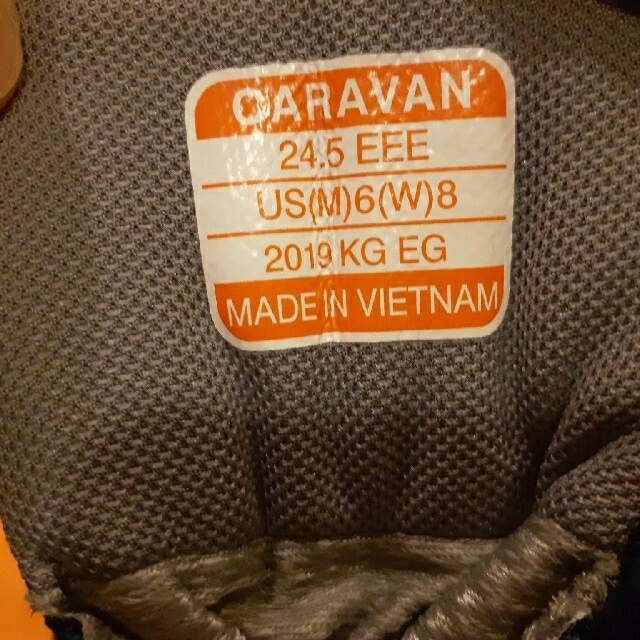 CARAVAN
24.5 EEE
US(M)6(W)8
2019 KG EG
MADE IN VIETNAM